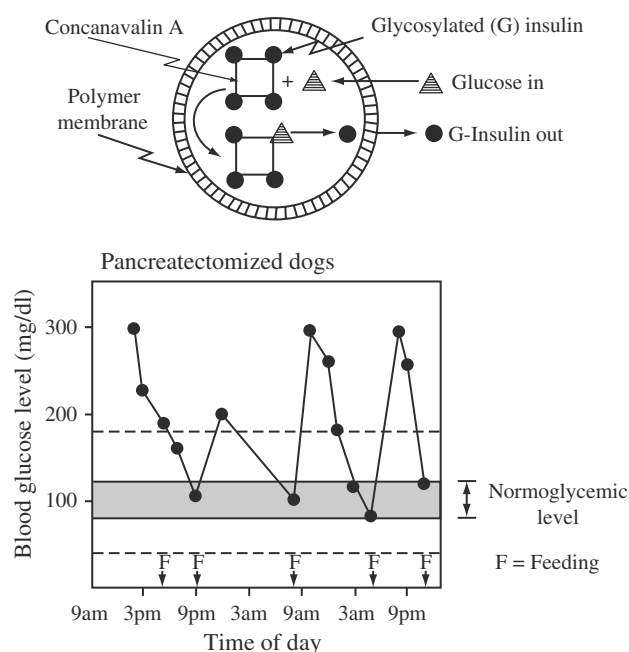 Concanavalin A
Glycosylated (G) insulin
+
Glucose in
Polymer
membrane
G-Insulin out
Pancreatectomized dogs
Blood glucose level (mg/dl)
300
200
100
Normoglycemic
level
F F F F F
F = Feeding
9am 3pm 9pm 3am 9am 3am 9pm
Time of day